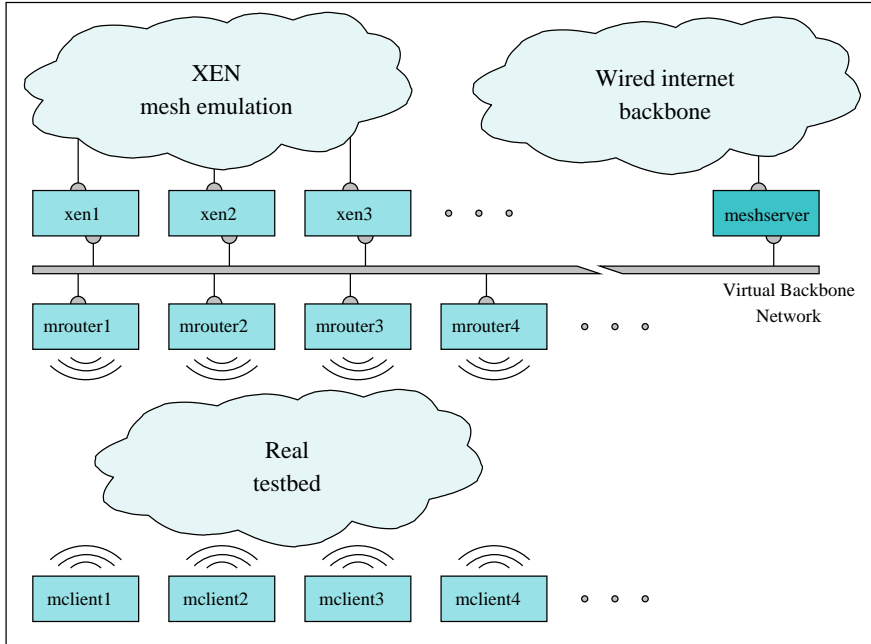 XEN
mesh emulation
Wired internet
backbone
xen1
xen2
xen3
meshserver
Virtual Backbone
Network
mrouter1
mrouter2
mrouter3
mrouter4
Real
testbed
mclient1
mclient2
mclient3
mclient4